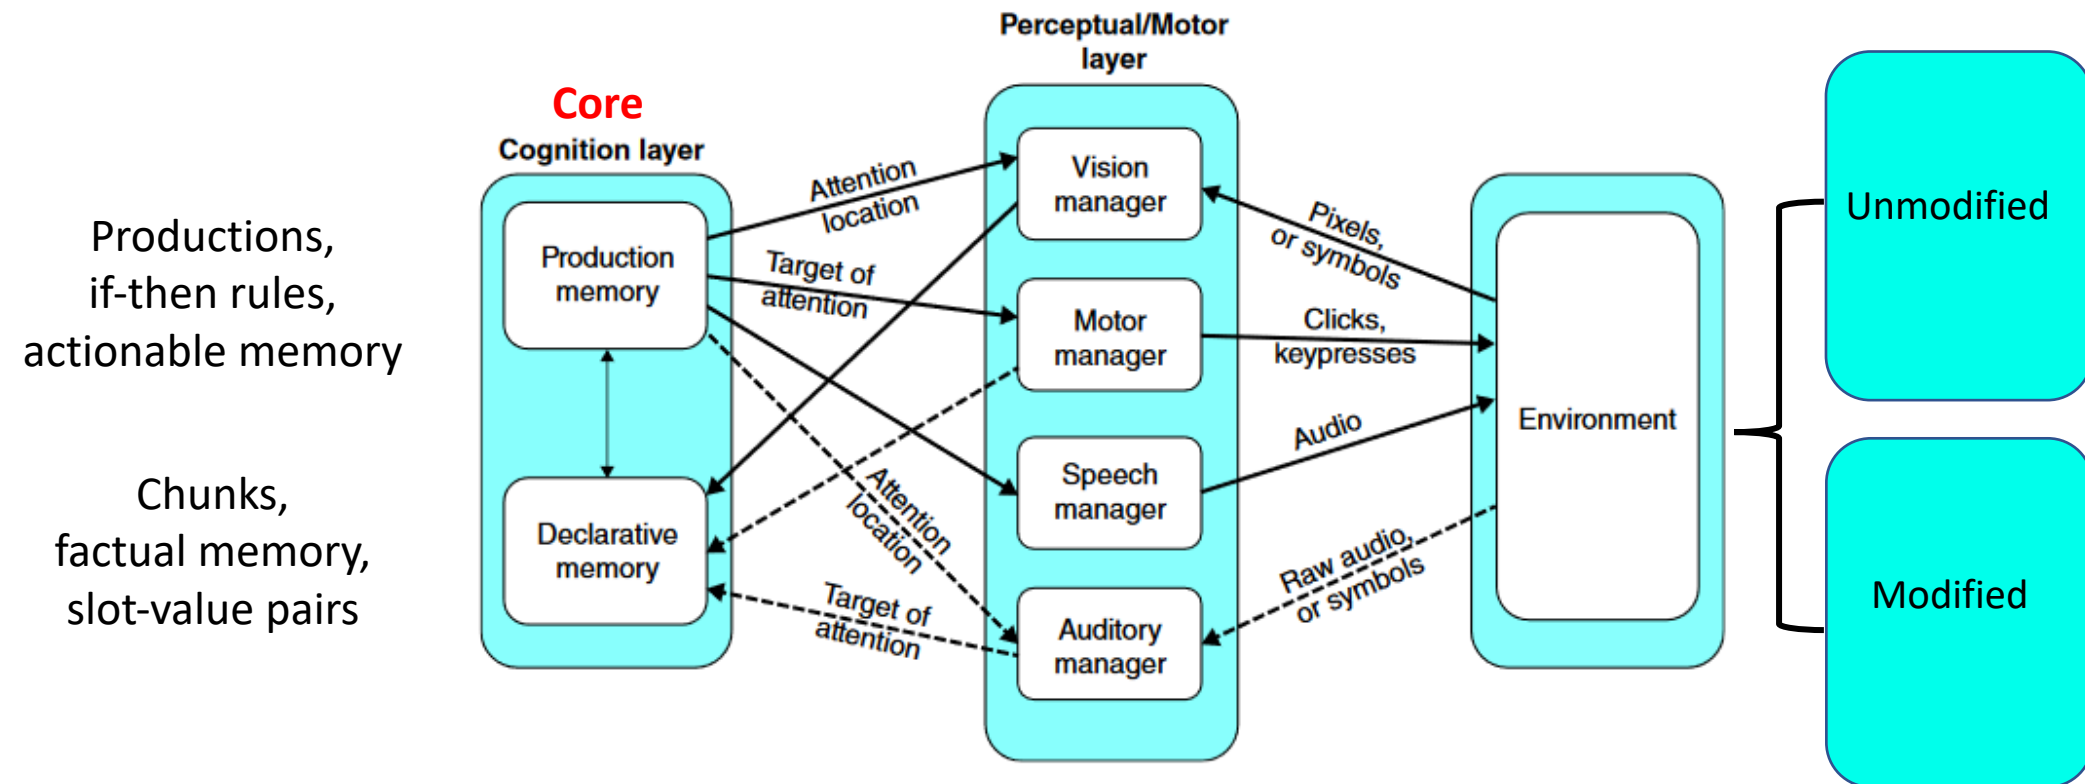 Productions,
if-then rules,
actionable memory
Chunks,
factual memory,
slot-value pairs
Core
Cognition layer
Production
memory
Declarative
memory
Attention
location
Target of
attention
Attention
location
Target of
attention
Perceptual/Motor
layer
Vision
manager
Motor
manager
Speech
manager
Auditory
manager
Pixels,
or symbols
Clicks,
keypresses
Audio
Raw audio,
or symbols
Environment
Unmodified
Modified